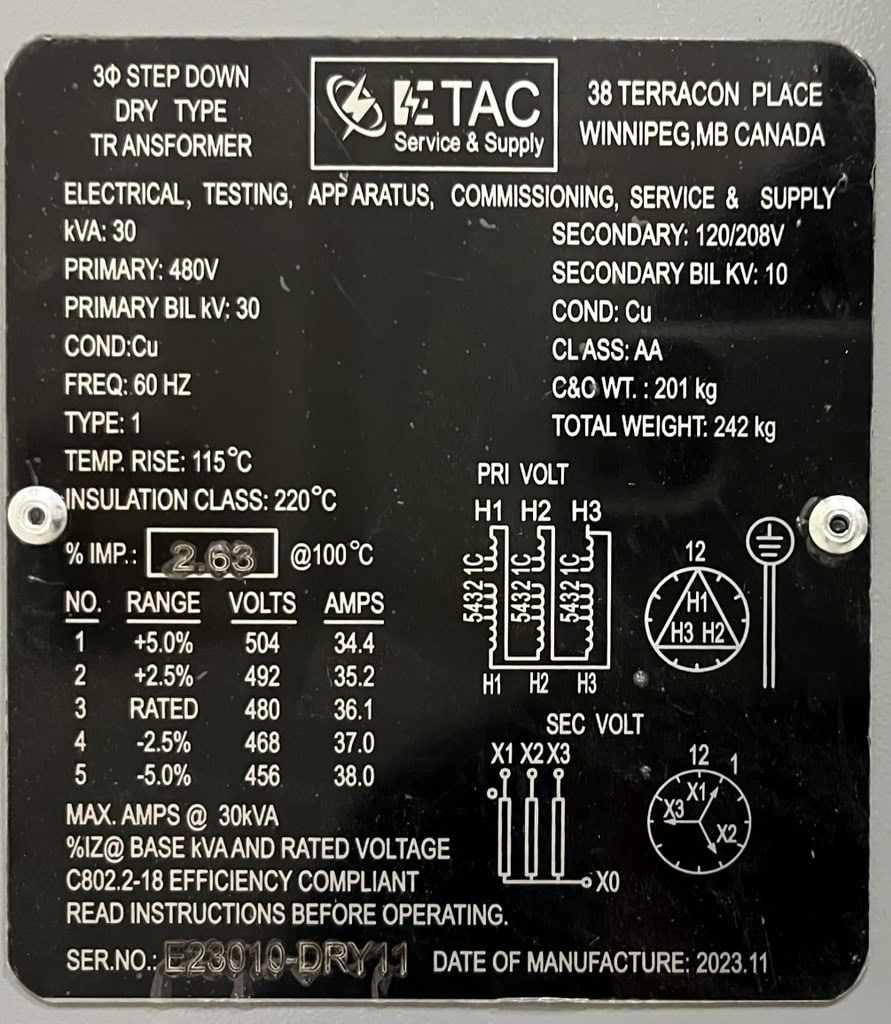 3Φ STEP DOWN
DRY TYPE
TRANSFORMER
ETAC
Service & Supply
38 TERRACON PLACE
WINNIPEG,MB CANADA
ELECTRICAL, TESTING, APPARATUS, COMMISSIONING, SERVICE & SUPPLY
kVA: 30
PRIMARY: 480V
PRIMARY BIL kV: 30
COND:Cu
FREQ: 60 HZ
TYPE: 1
TEMP. RISE: 115°C
INSULATION CLASS: 220°C
% IMP.: 2.63 @100°C
SECONDARY: 120/208V
SECONDARY BIL KV: 10
COND: Cu
CLASS: AA
C&C WT. : 201 kg
TOTAL WEIGHT: 242 kg
NO. RANGE VOLTS AMPS
1 +5.0% 504 34.4
2 +2.5% 492 35.2
3 RATED 480 36.1
4 -2.5% 468 37.0
5 -5.0% 456 38.0
PRI VOLT
H1 H2 H3
5432 1C 5432 1C 5432 1C
H1 H2 H3
12
H1
H3 H2
SEC VOLT
X1 X2 X3
X0
12 1
X1
X3
X2
MAX. AMPS @ 30kVA
%IZ@ BASE kVA AND RATED VOLTAGE
C802.2-18 EFFICIENCY COMPLIANT
READ INSTRUCTIONS BEFORE OPERATING.
SER.NO.: E23010-DRY11 DATE OF MANUFACTURE: 2023.11